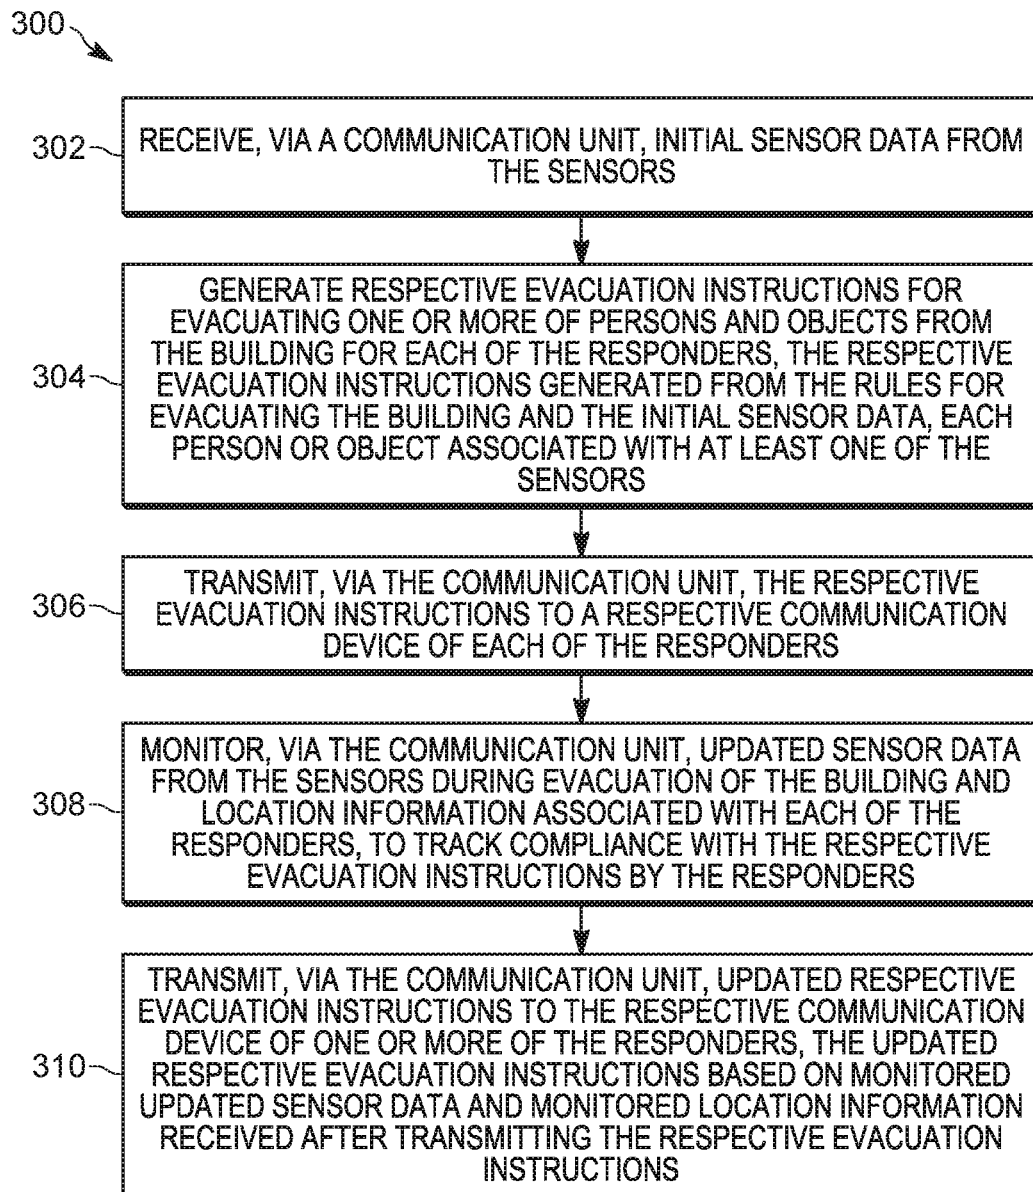 300
302
RECEIVE, VIA A COMMUNICATION UNIT, INITIAL SENSOR DATA FROM
THE SENSORS
304
GENERATE RESPECTIVE EVACUATION INSTRUCTIONS FOR
EVACUATING ONE OR MORE OF PERSONS AND OBJECTS FROM
THE BUILDING FOR EACH OF THE RESPONDERS, THE RESPECTIVE
EVACUATION INSTRUCTIONS GENERATED FROM THE RULES FOR
EVACUATING THE BUILDING AND THE INITIAL SENSOR DATA, EACH
PERSON OR OBJECT ASSOCIATED WITH AT LEAST ONE OF THE
SENSORS
306
TRANSMIT, VIA THE COMMUNICATION UNIT, THE RESPECTIVE
EVACUATION INSTRUCTIONS TO A RESPECTIVE COMMUNICATION
DEVICE OF EACH OF THE RESPONDERS
308
MONITOR, VIA THE COMMUNICATION UNIT, UPDATED SENSOR DATA
FROM THE SENSORS DURING EVACUATION OF THE BUILDING AND
LOCATION INFORMATION ASSOCIATED WITH EACH OF THE
RESPONDERS, TO TRACK COMPLIANCE WITH THE RESPECTIVE
EVACUATION INSTRUCTIONS BY THE RESPONDERS
310
TRANSMIT, VIA THE COMMUNICATION UNIT, UPDATED RESPECTIVE
EVACUATION INSTRUCTIONS TO THE RESPECTIVE COMMUNICATION
DEVICE OF ONE OR MORE OF THE RESPONDERS, THE UPDATED
RESPECTIVE EVACUATION INSTRUCTIONS BASED ON MONITORED
UPDATED SENSOR DATA AND MONITORED LOCATION INFORMATION
RECEIVED AFTER TRANSMITTING THE RESPECTIVE EVACUATION
INSTRUCTIONS